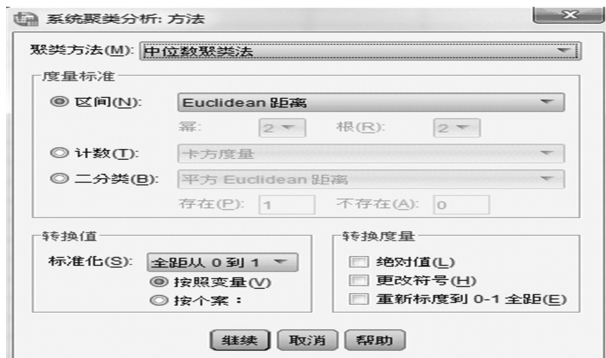 系统聚类分析: 方法
聚类方法(M): 中位数聚类法
度量标准
区间(N): Euclidean 距离
幂: 2 根(R): 2
计数(T): 卡方度量
二分类(B): 平方 Euclidean 距离
存在(P): 1 不存在(A): 0
转换值
标准化(S): 全距从 0 到 1
按照变量(V)
按个案：
转换度量
绝对值(L)
更改符号(H)
重新标度到 0-1 全距(E)
继续 取消 帮助